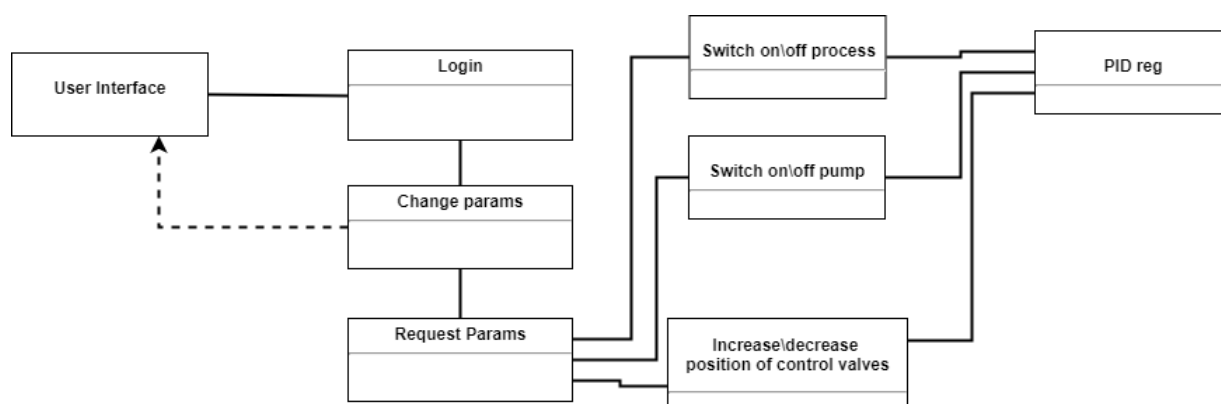 User Interface
Login
Change params
Request Params
Switch on\off process
Switch on\off pump
Increase\decrease
position of control valves
PID reg